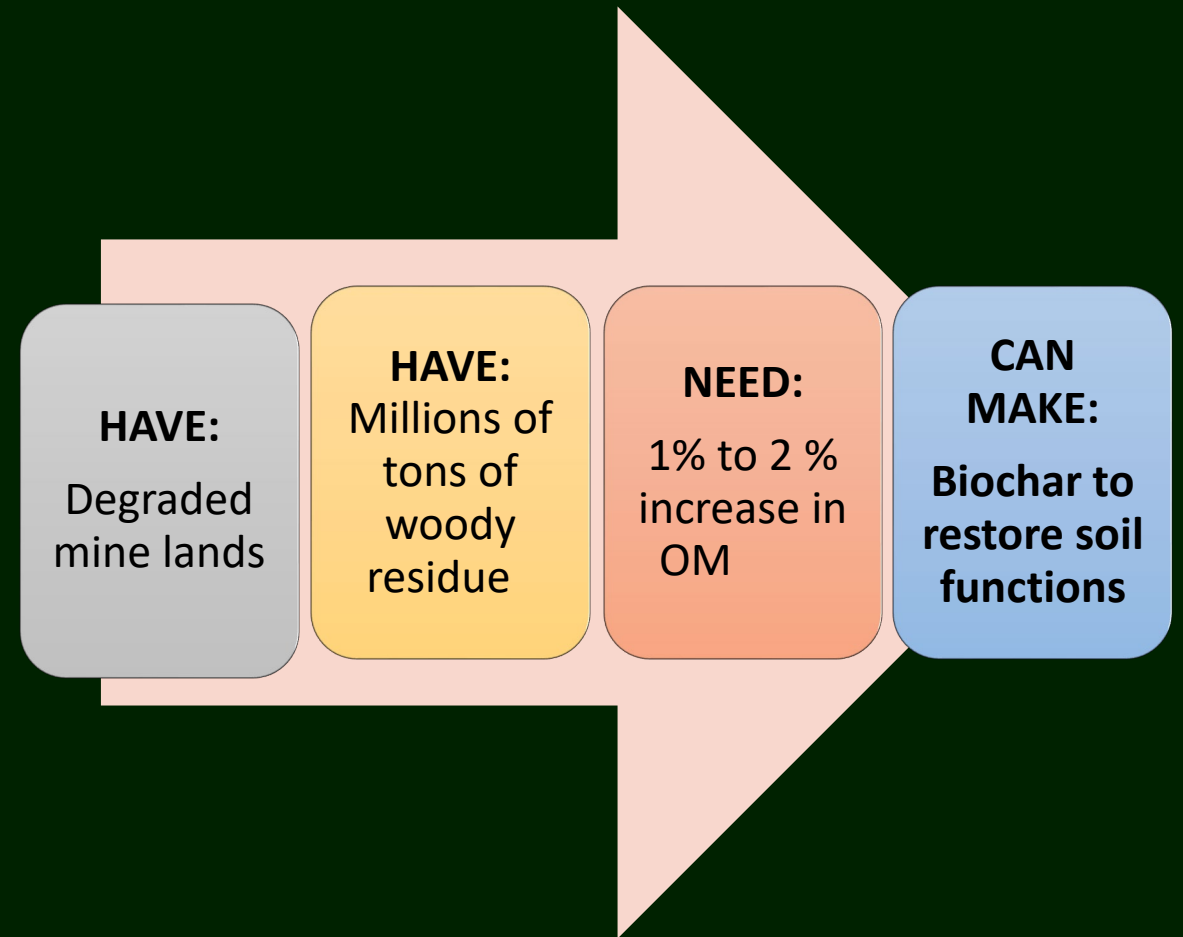 HAVE:
Degraded
mine lands
HAVE:
Millions of
tons of
woody
residue
NEED:
1% to 2 %
increase in
OM
CAN
MAKE:
Biochar to
restore soil
functions